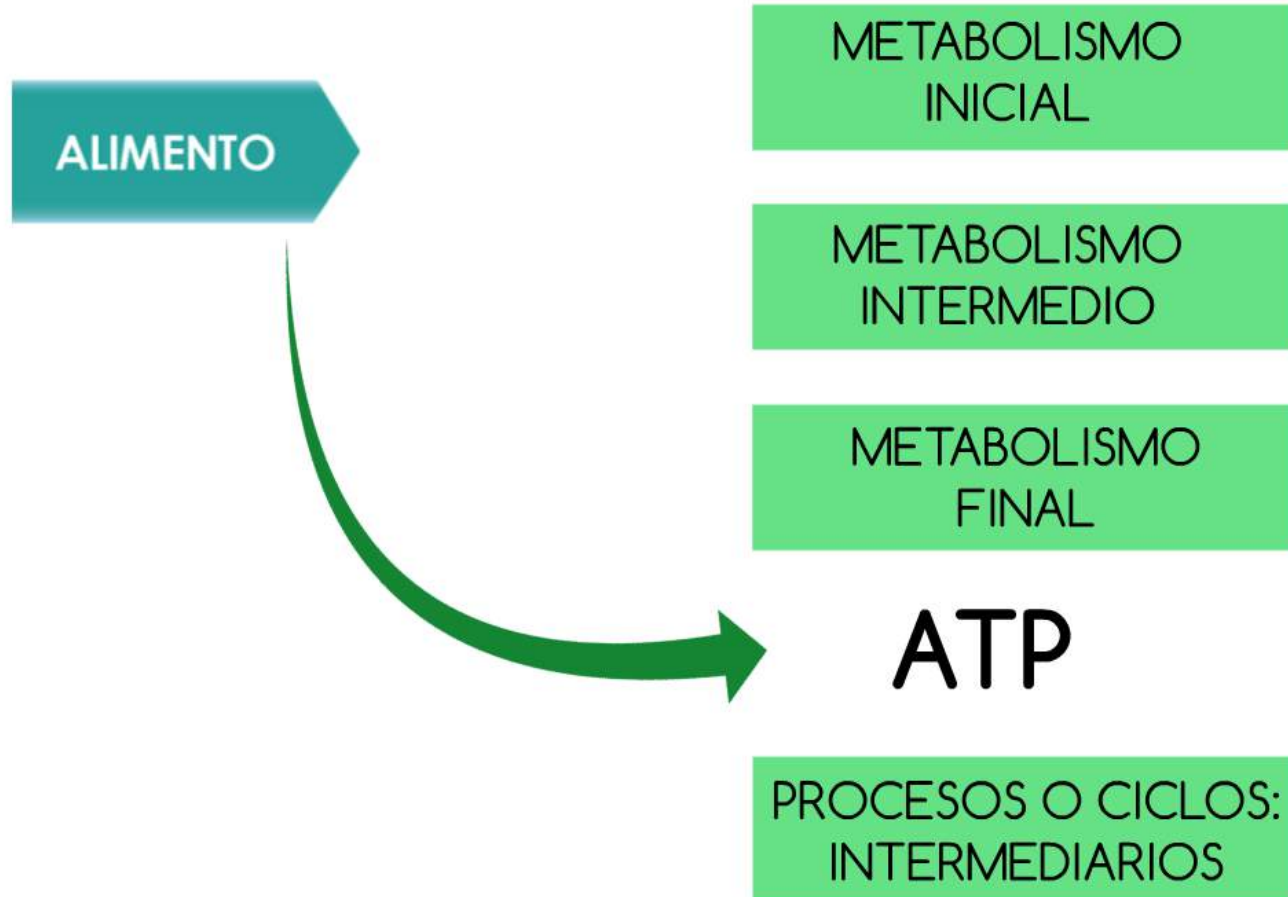 ALIMENTO
METABOLISMO
INICIAL
METABOLISMO
INTERMEDIO
METABOLISMO
FINAL
ATP
PROCESOS O CICLOS:
INTERMEDIARIOS